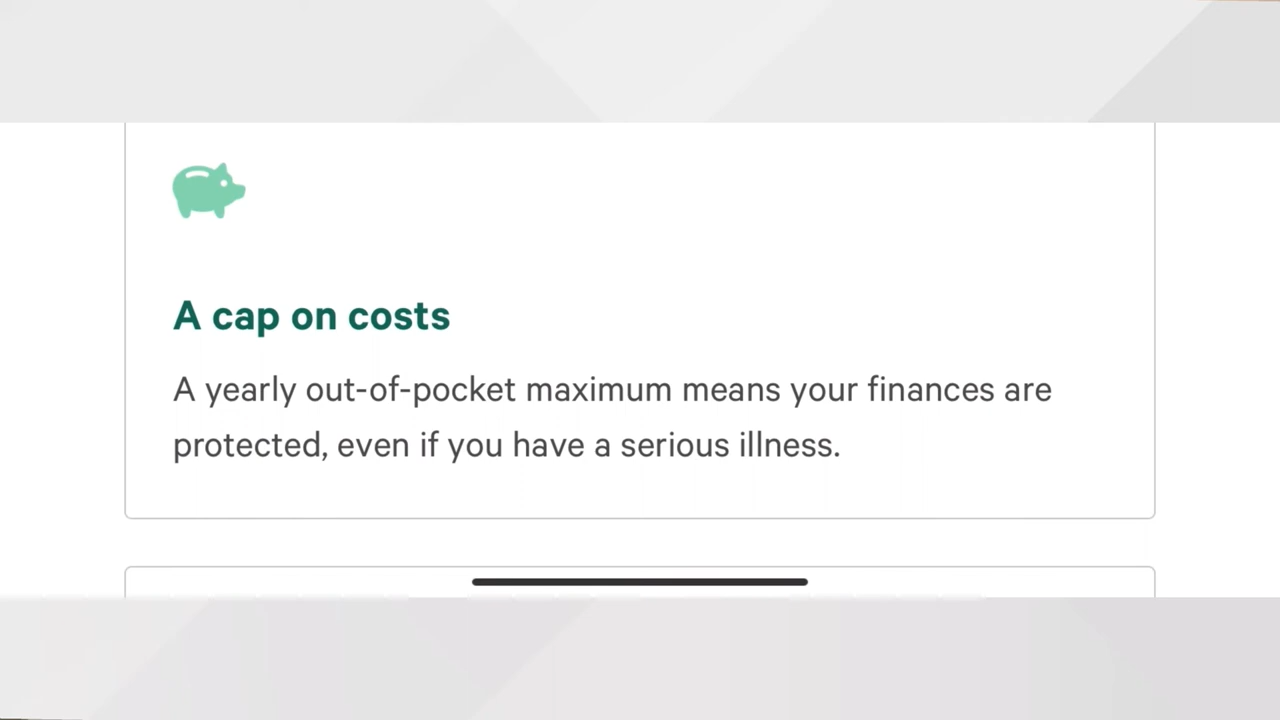 A cap on costs
A yearly out-of-pocket maximum means your finances are
protected, even if you have a serious illness.